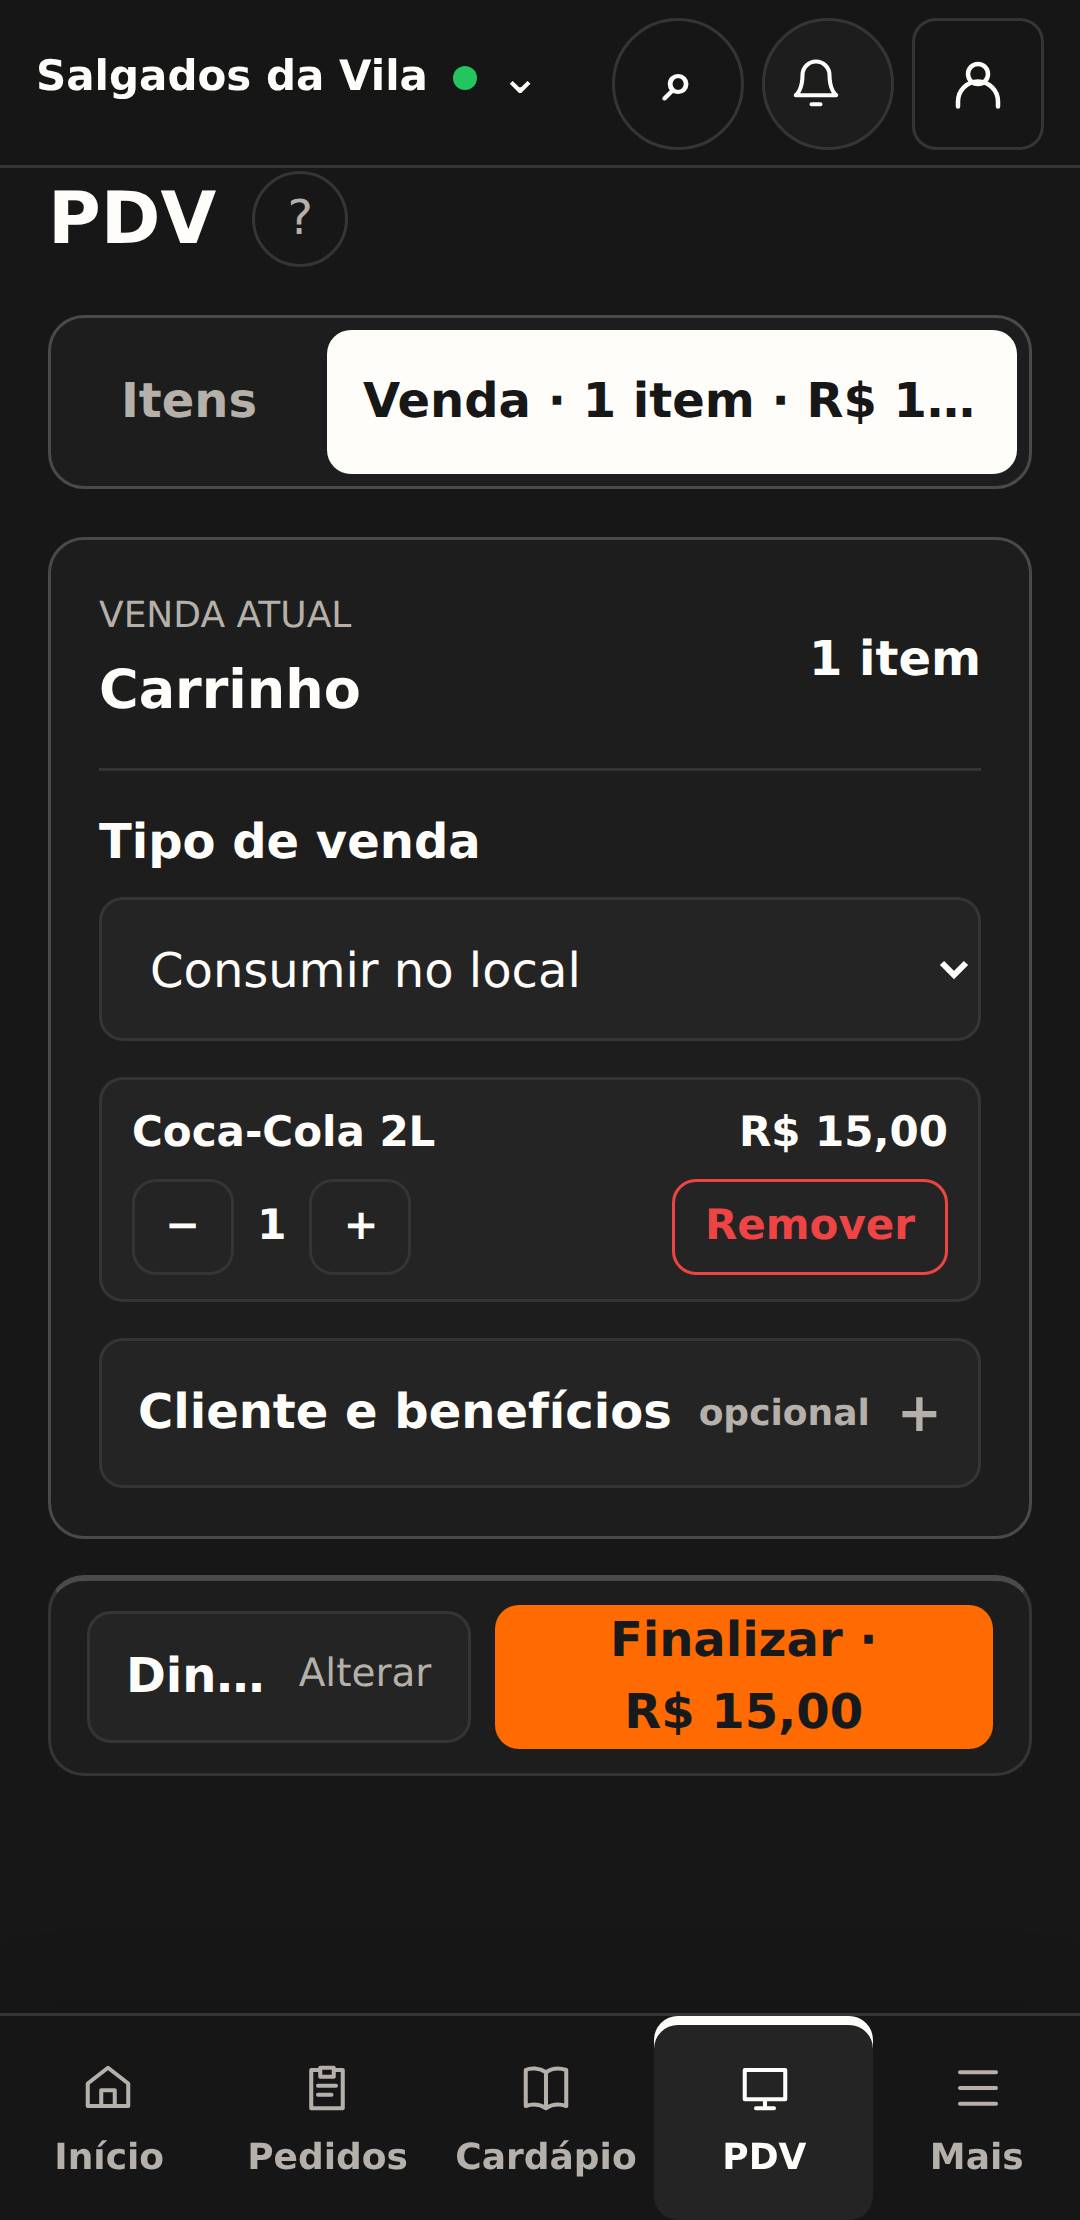 Salgados da Vila
PDV ?
Itens
Venda · 1 item · R$ 1...
VENDA ATUAL
Carrinho
1 item
Tipo de venda
Consumir no local
Coca-Cola 2L
R$ 15,00
− 1 +
Remover
Cliente e benefícios opcional +
Din... Alterar
Finalizar ·
R$ 15,00
Início
Pedidos
Cardápio
PDV
Mais